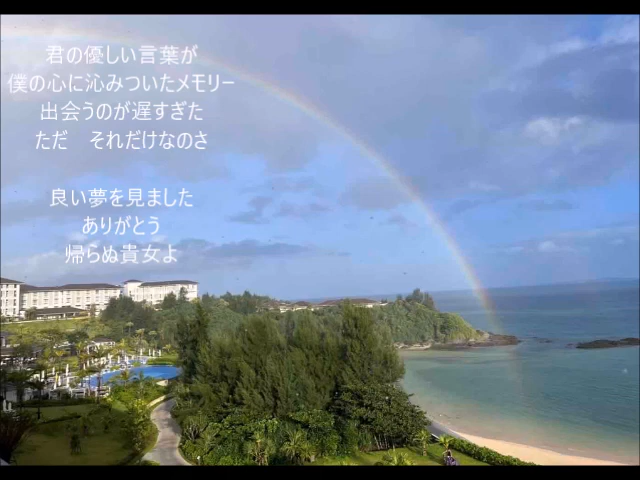 君の優しい言葉が
僕の心に沁みついたメモリー
出会うのが遅すぎた
ただ　それだけなのさ
良い夢を見ました
ありがとう
帰らぬ貴女よ